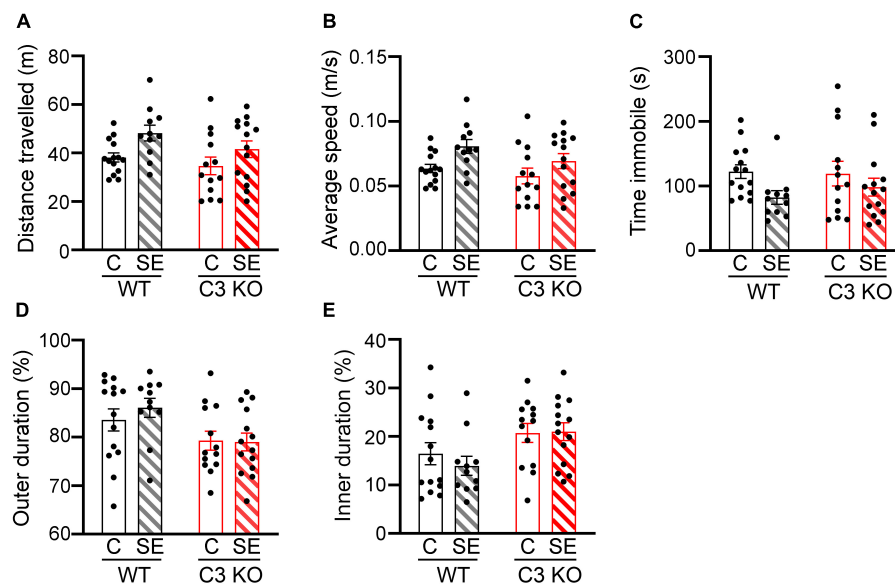 A
Distance travelled (m)
80
60
40
20
0
C SE C SE
WT C3 KO
B
Average speed (m/s)
0.15
0.10
0.05
0.00
C SE C SE
WT C3 KO
C
Time immobile (s)
300
200
100
0
C SE C SE
WT C3 KO
D
Outer duration (%)
100
90
80
70
60
C SE C SE
WT C3 KO
E
Inner duration (%)
40
30
20
10
0
C SE C SE
WT C3 KO